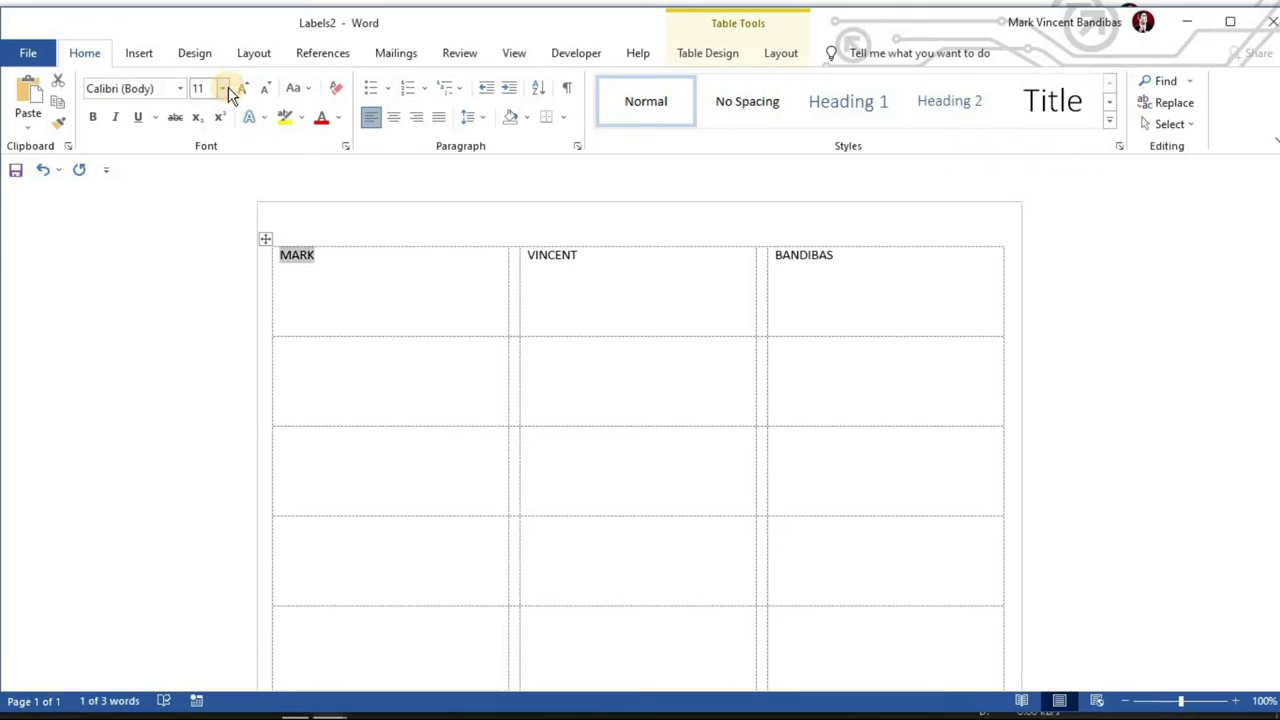 Labels2 - Word
Table Tools
Mark Vincent Bandibas
File
Home
Insert
Design
Layout
References
Mailings
Review
View
Developer
Help
Table Design
Layout
Tell me what you want to do
Share
Paste
Clipboard
Calibri (Body)
11
Aa
B
I
U
abc
Font
Paragraph
Normal
No Spacing
Heading 1
Heading 2
Title
Styles
Find
Replace
Select
Editing
MARK
VINCENT
BANDIBAS
Page 1 of 1
1 of 3 words
100%